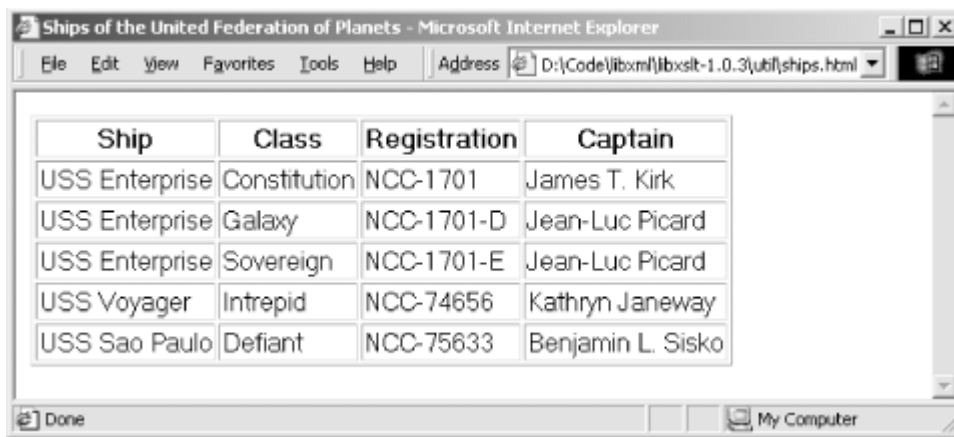 Ships of the United Federation of Planets - Microsoft Internet Explorer
File Edit View Favorites Tools Help Address D:\Code\libxml\libxslt-1.0.3\util\ships.html
Ship Class Registration Captain
USS Enterprise Constitution NCC-1701 James T. Kirk
USS Enterprise Galaxy NCC-1701-D Jean-Luc Picard
USS Enterprise Sovereign NCC-1701-E Jean-Luc Picard
USS Voyager Intrepid NCC-74656 Kathryn Janeway
USS Sao Paulo Defiant NCC-75633 Benjamin L. Sisko
Done My Computer